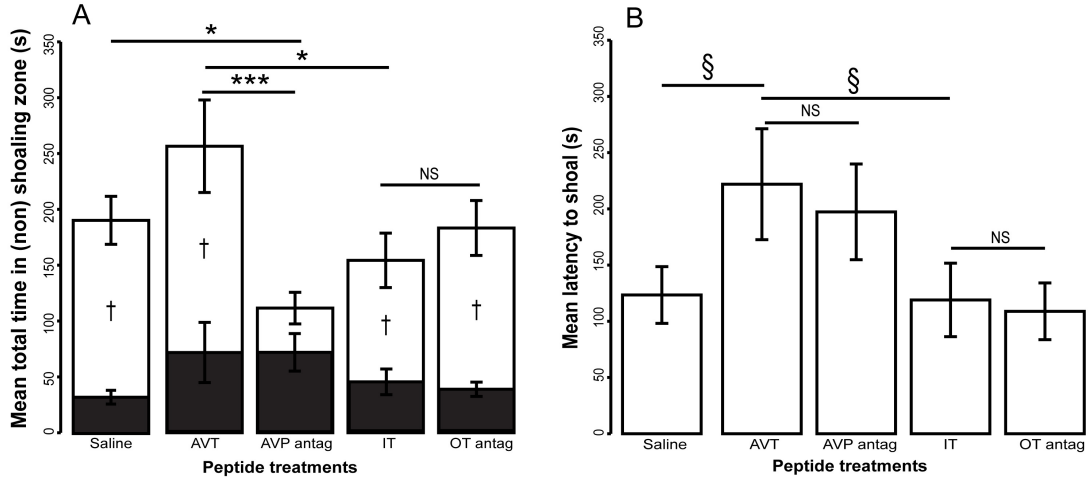 A
Mean total time in (non) shoaling zone (s)
350
300
250
200
150
100
50
0
*
*
***
NS
†
†
†
†
Saline
AVT
AVP antag
IT
OT antag
Peptide treatments
B
Mean latency to shoal (s)
350
300
250
200
150
100
50
0
§
§
NS
NS
Saline
AVT
AVP antag
IT
OT antag
Peptide treatments